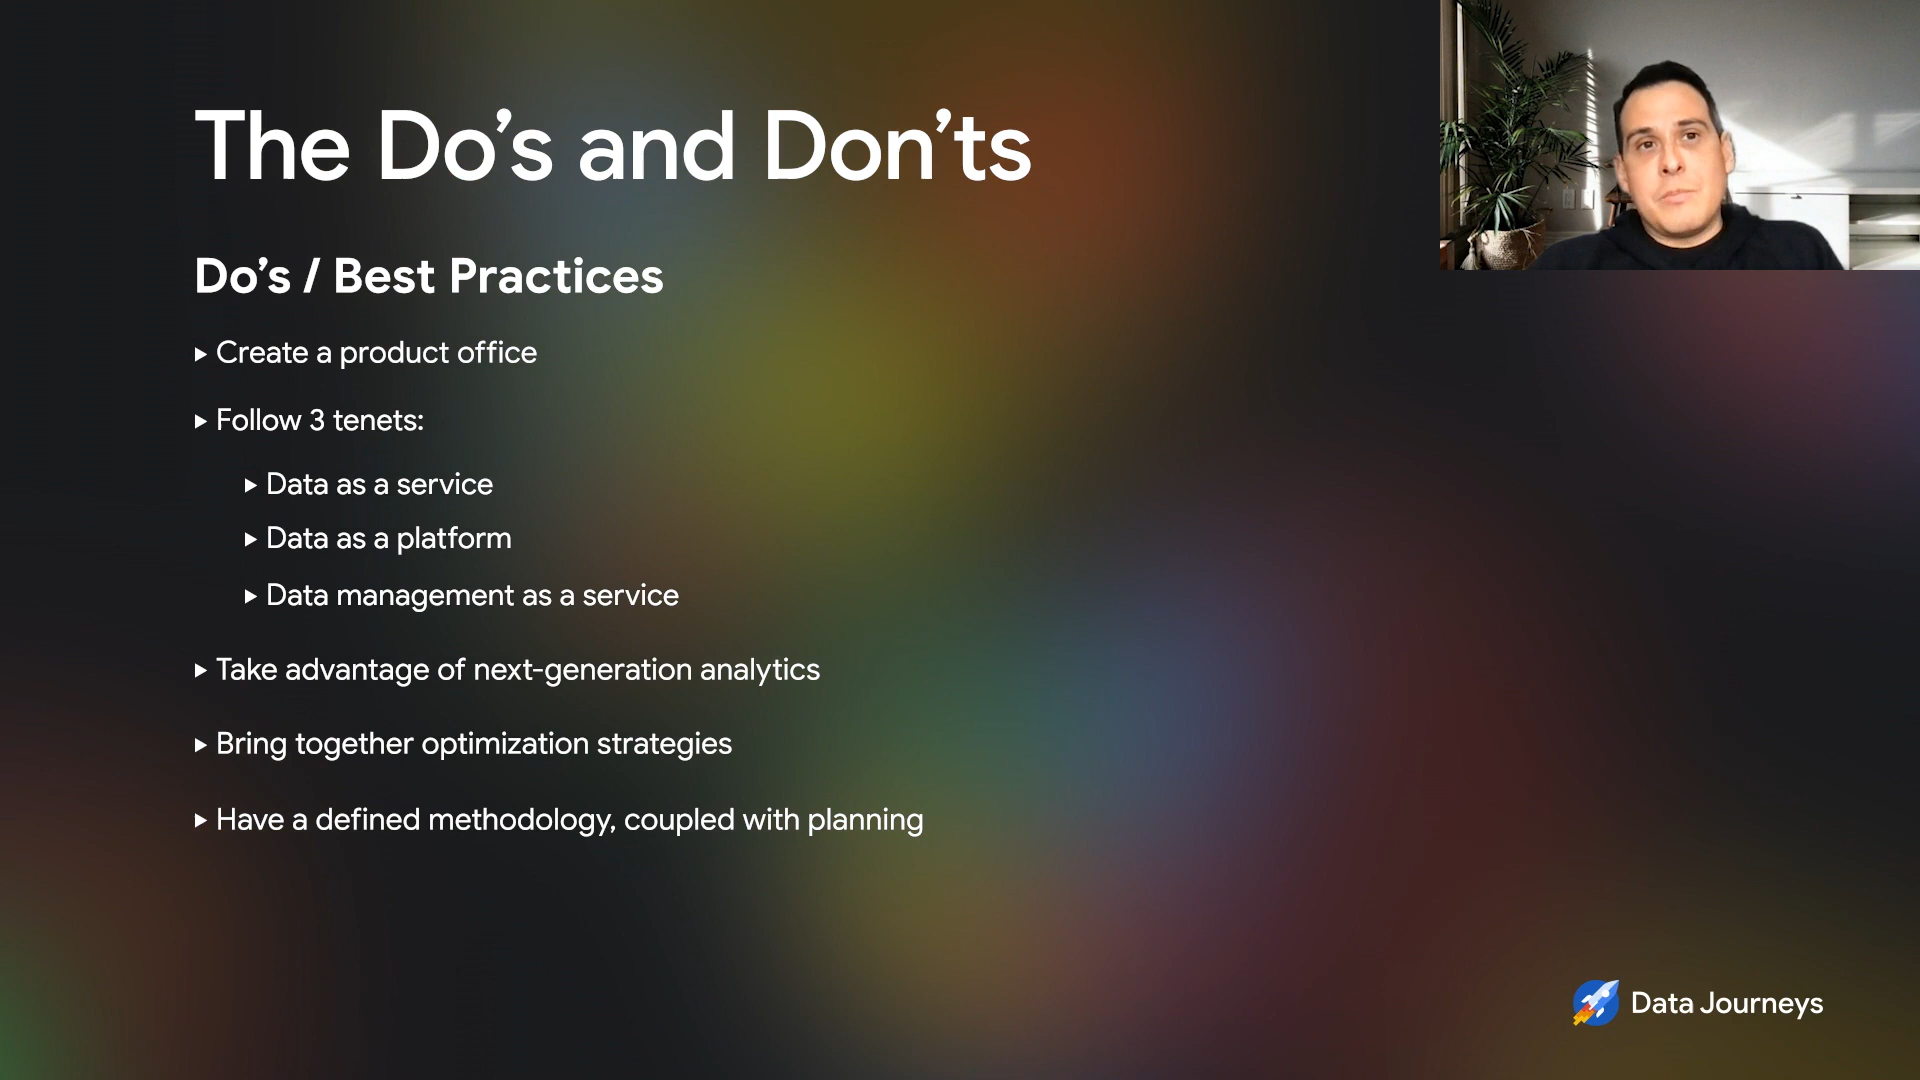 The Do’s and Don’ts
Do’s / Best Practices
Create a product office
Follow 3 tenets:
Data as a service
Data as a platform
Data management as a service
Take advantage of next-generation analytics
Bring together optimization strategies
Have a defined methodology, coupled with planning
Data Journeys